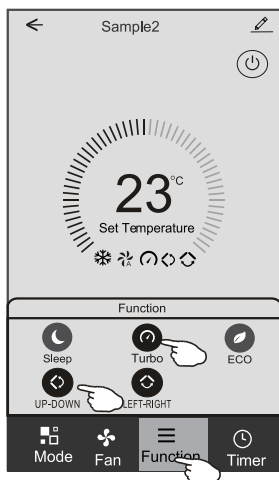 Sample2
23°C
Set Temperature
A
Function
Sleep Turbo ECO
UP-DOWN LEFT-RIGHT
Mode Fan Function Timer